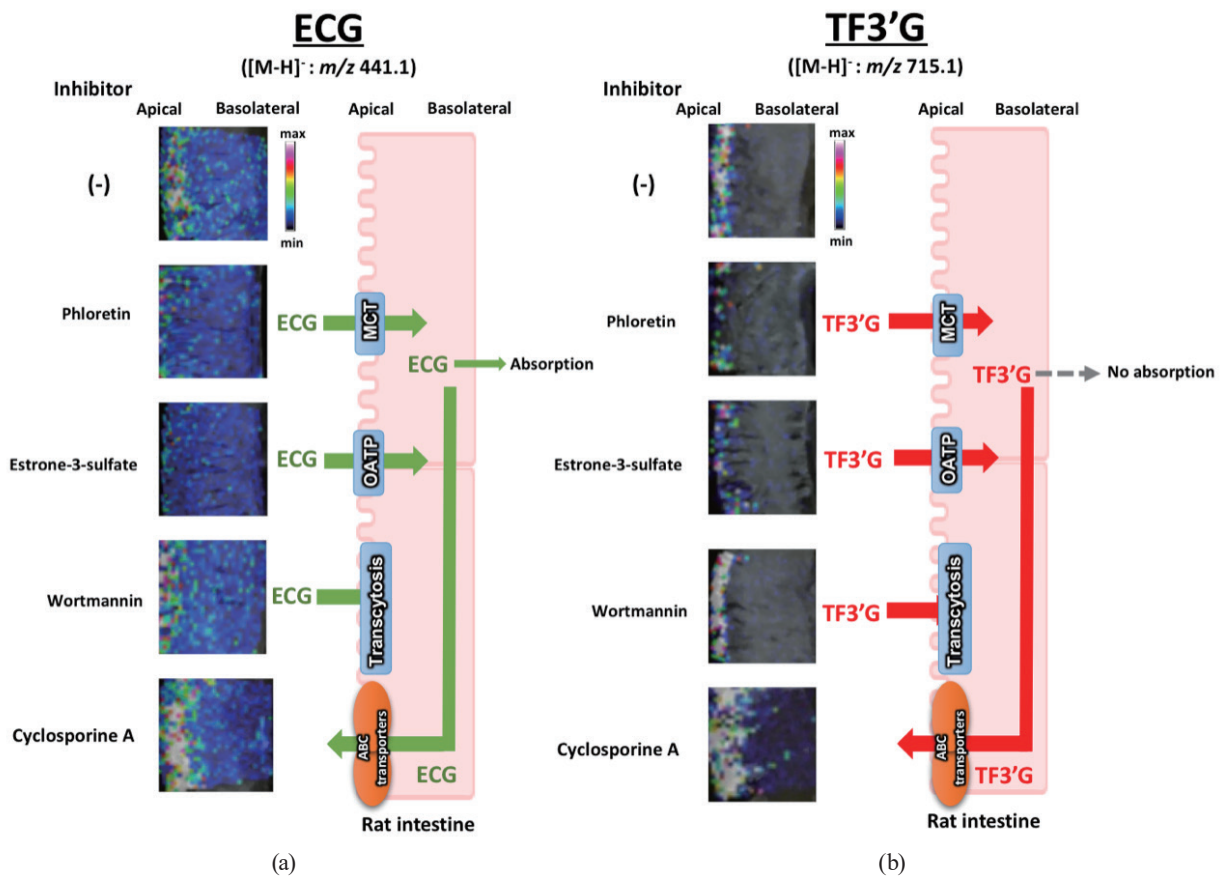 ECG
([M-H]⁻ : m/z 441.1)
Inhibitor
Apical Basolateral Apical Basolateral
max
(-)
min
Phloretin
ECG
MCT
ECG
Absorption
Estrone-3-sulfate
ECG
OATP
Wortmannin
ECG
Transcytosis
Cyclosporine A
ABC
transporters
ECG
Rat intestine
(a)
TF3’G
([M-H]⁻ : m/z 715.1)
Inhibitor
Apical Basolateral Apical Basolateral
max
(-)
min
Phloretin
TF3’G
MCT
TF3’G
No absorption
Estrone-3-sulfate
TF3’G
OATP
Wortmannin
TF3’G
Transcytosis
Cyclosporine A
ABC
transporters
TF3’G
Rat intestine
(b)